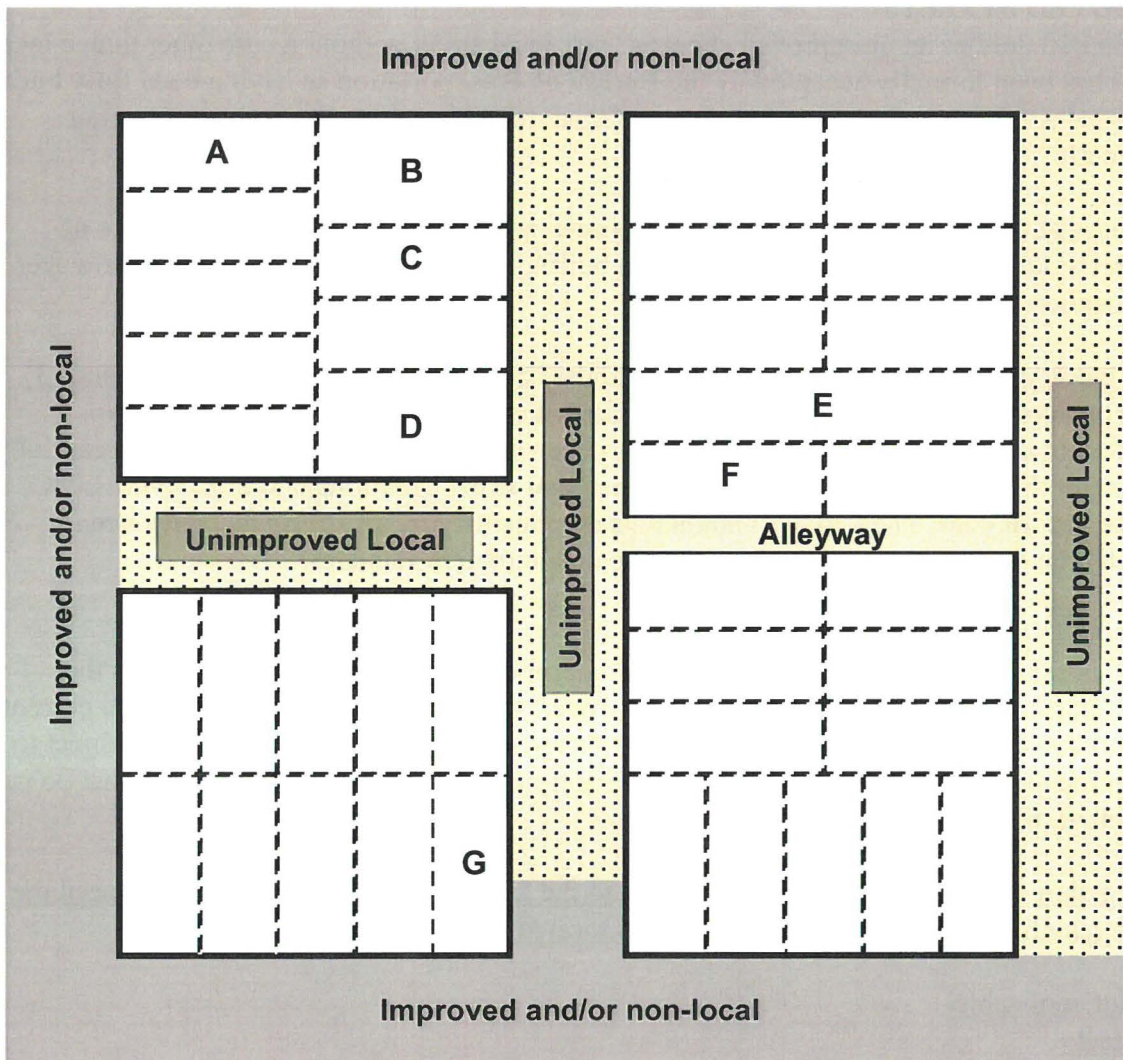 Improved and/or non-local
A
B
C
D
E
F
Improved and/or non-local
Unimproved Local
Unimproved Local
Alleyway
Unimproved Local
G
Improved and/or non-local